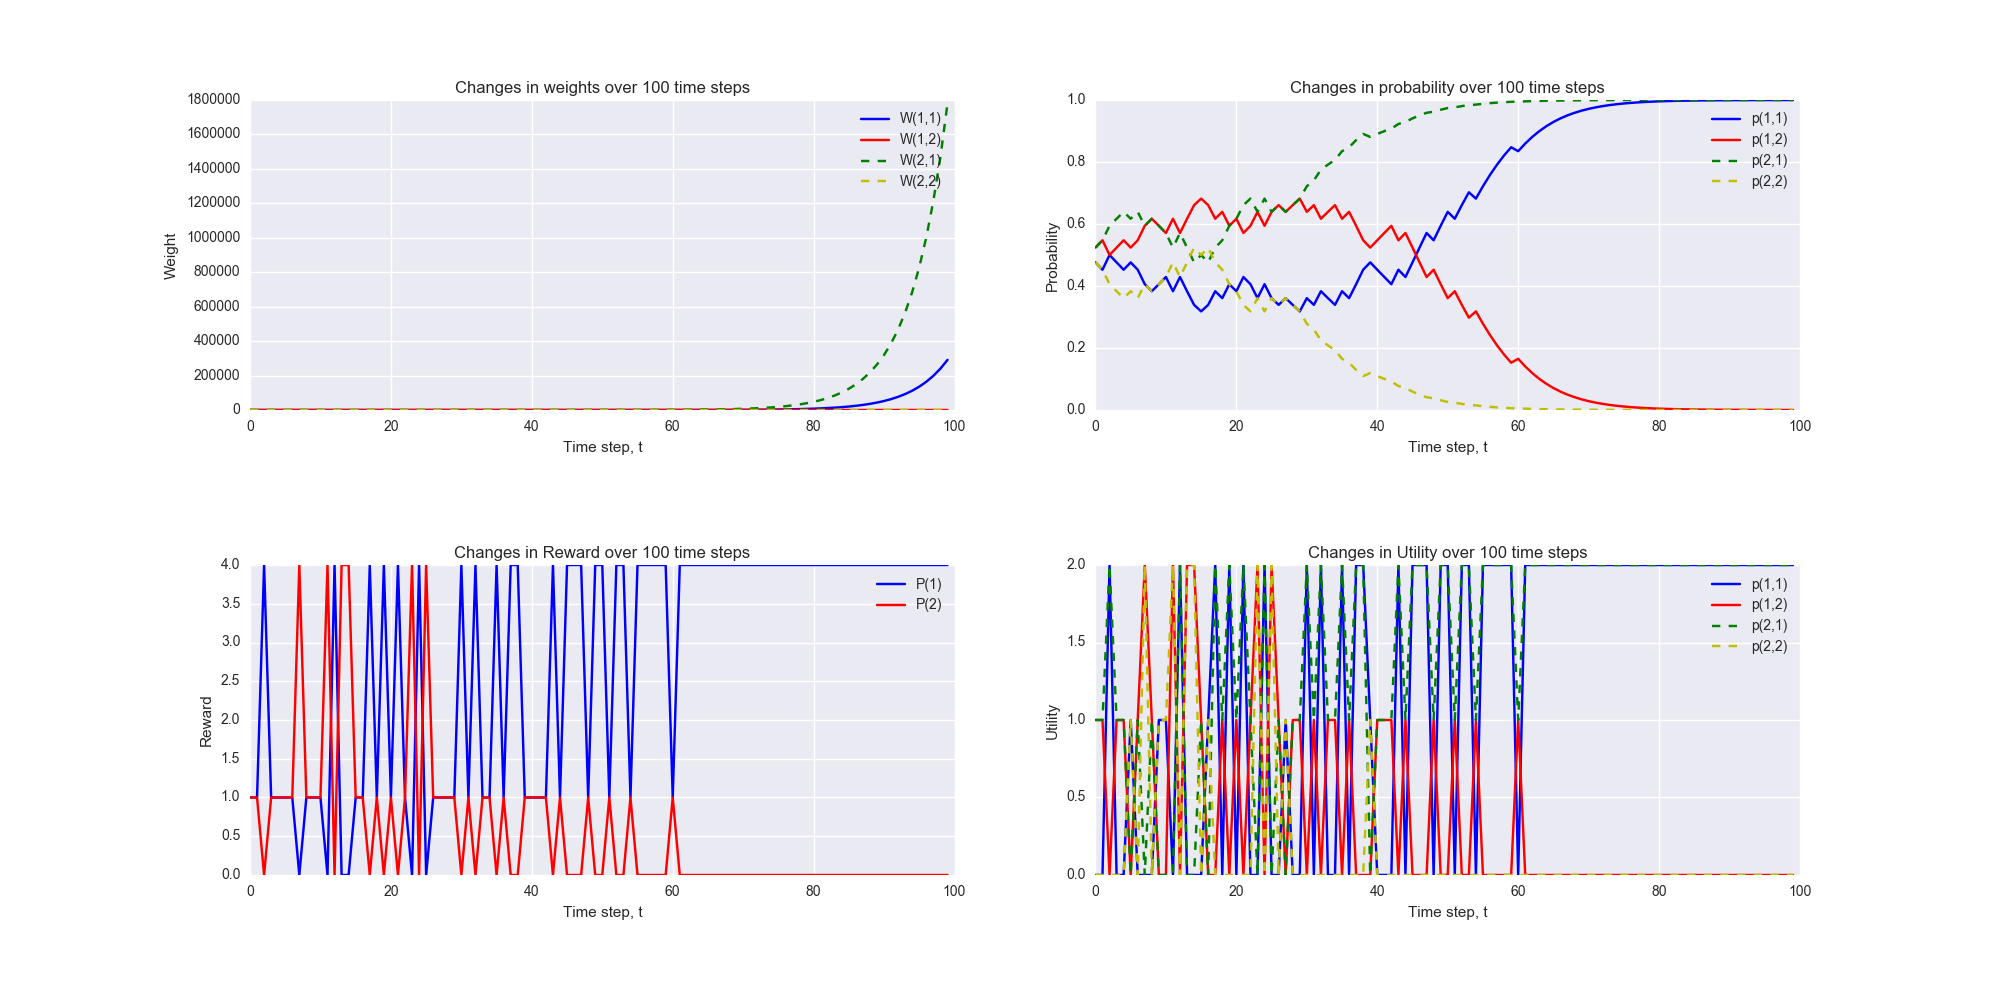 Changes in weights over 100 time steps
1800000
1600000
1400000
1200000
1000000
800000
600000
400000
200000
0
Weight
W(1,1)
W(1,2)
W(2,1)
W(2,2)
0 20 40 60 80 100
Time step, t
Changes in probability over 100 time steps
1.0
0.8
0.6
0.4
0.2
0.0
Probability
p(1,1)
p(1,2)
p(2,1)
p(2,2)
0 20 40 60 80 100
Time step, t
Changes in Reward over 100 time steps
4.0
3.5
3.0
2.5
2.0
1.5
1.0
0.5
0.0
Reward
P(1)
P(2)
0 20 40 60 80 100
Time step, t
Changes in Utility over 100 time steps
2.0
1.5
1.0
0.5
0.0
Utility
p(1,1)
p(1,2)
p(2,1)
p(2,2)
0 20 40 60 80 100
Time step, t